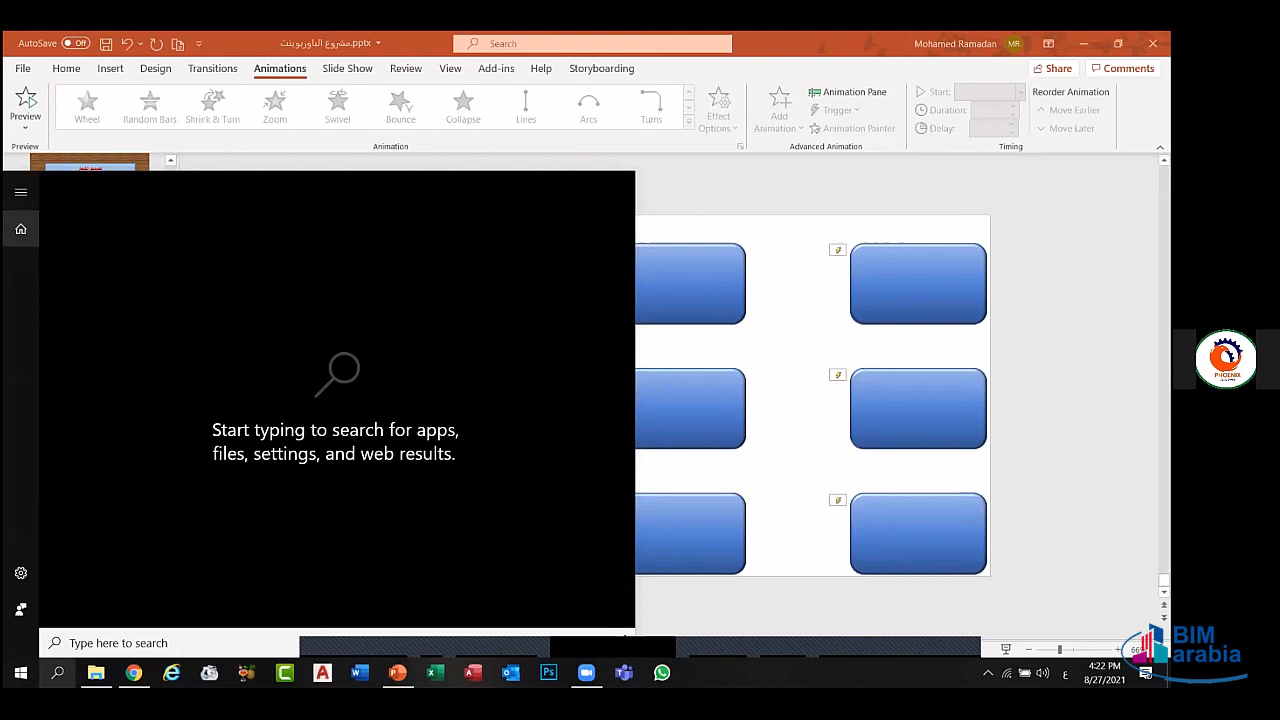 AutoSave Off
مشروع الباوربوينت.pptx
Search
Mohamed Ramadan MR
File Home Insert Design Transitions Animations Slide Show Review View Add-ins Help Storyboarding
Share Comments
Preview
Wheel Random Bars Shrink & Turn Zoom Swivel Bounce Collapse Lines Arcs Turns
Effect Options
Add Animation
Animation Pane
Trigger
Animation Painter
Start:
Duration:
Delay:
Reorder Animation
Move Earlier
Move Later
Preview Animation Advanced Animation Timing
Start typing to search for apps,
files, settings, and web results.
PHOENIX
Type here to search
BIM
arabia
4:22 PM
ع
8/27/2021